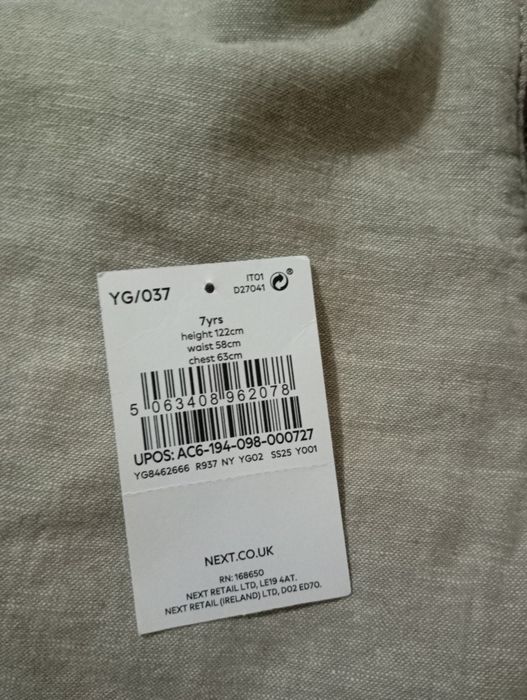 YG/037
IT01
D27041
7yrs
height 122cm
waist 58cm
chest 63cm
5 063408 962078
UPOS: AC6-194-098-000727
YG8462666 R937 NY YG02 SS25 Y001
NEXT.CO.UK
RN: 168650
NEXT RETAIL LTD, LE19 4AT.
NEXT RETAIL (IRELAND) LTD, D02 ED70.